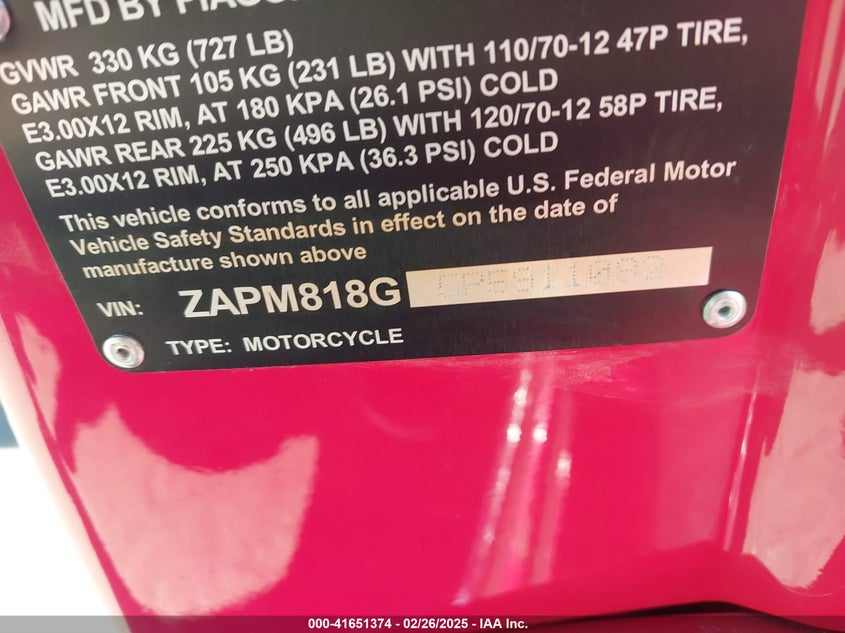 MFD BY
GVWR 330 KG (727 LB)
GAWR FRONT 105 KG (231 LB) WITH 110/70-12 47P TIRE,
E3.00X12 RIM, AT 180 KPA (26.1 PSI) COLD
GAWR REAR 225 KG (496 LB) WITH 120/70-12 58P TIRE,
E3.00X12 RIM, AT 250 KPA (36.3 PSI) COLD
This vehicle conforms to all applicable U.S. Federal Motor
Vehicle Safety Standards in effect on the date of
manufacture shown above
VIN: ZAPM818G
TYPE: MOTORCYCLE
000-41651374 - 02/26/2025 - IAA Inc.